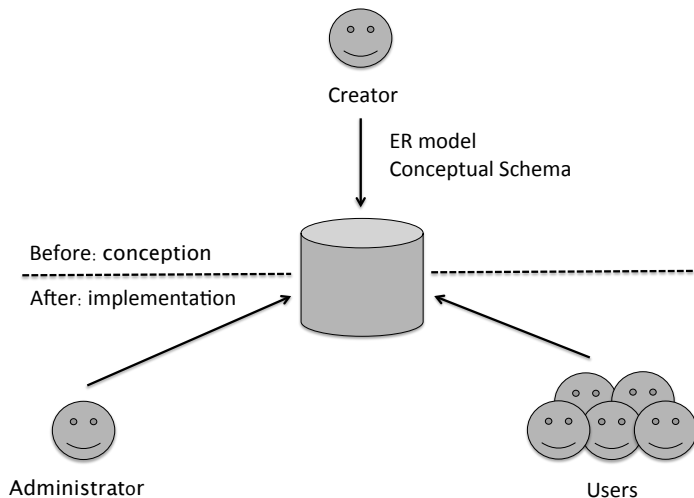 Creator
ER model
Conceptual Schema
Before: conception
After: implementation
Administrator
Users